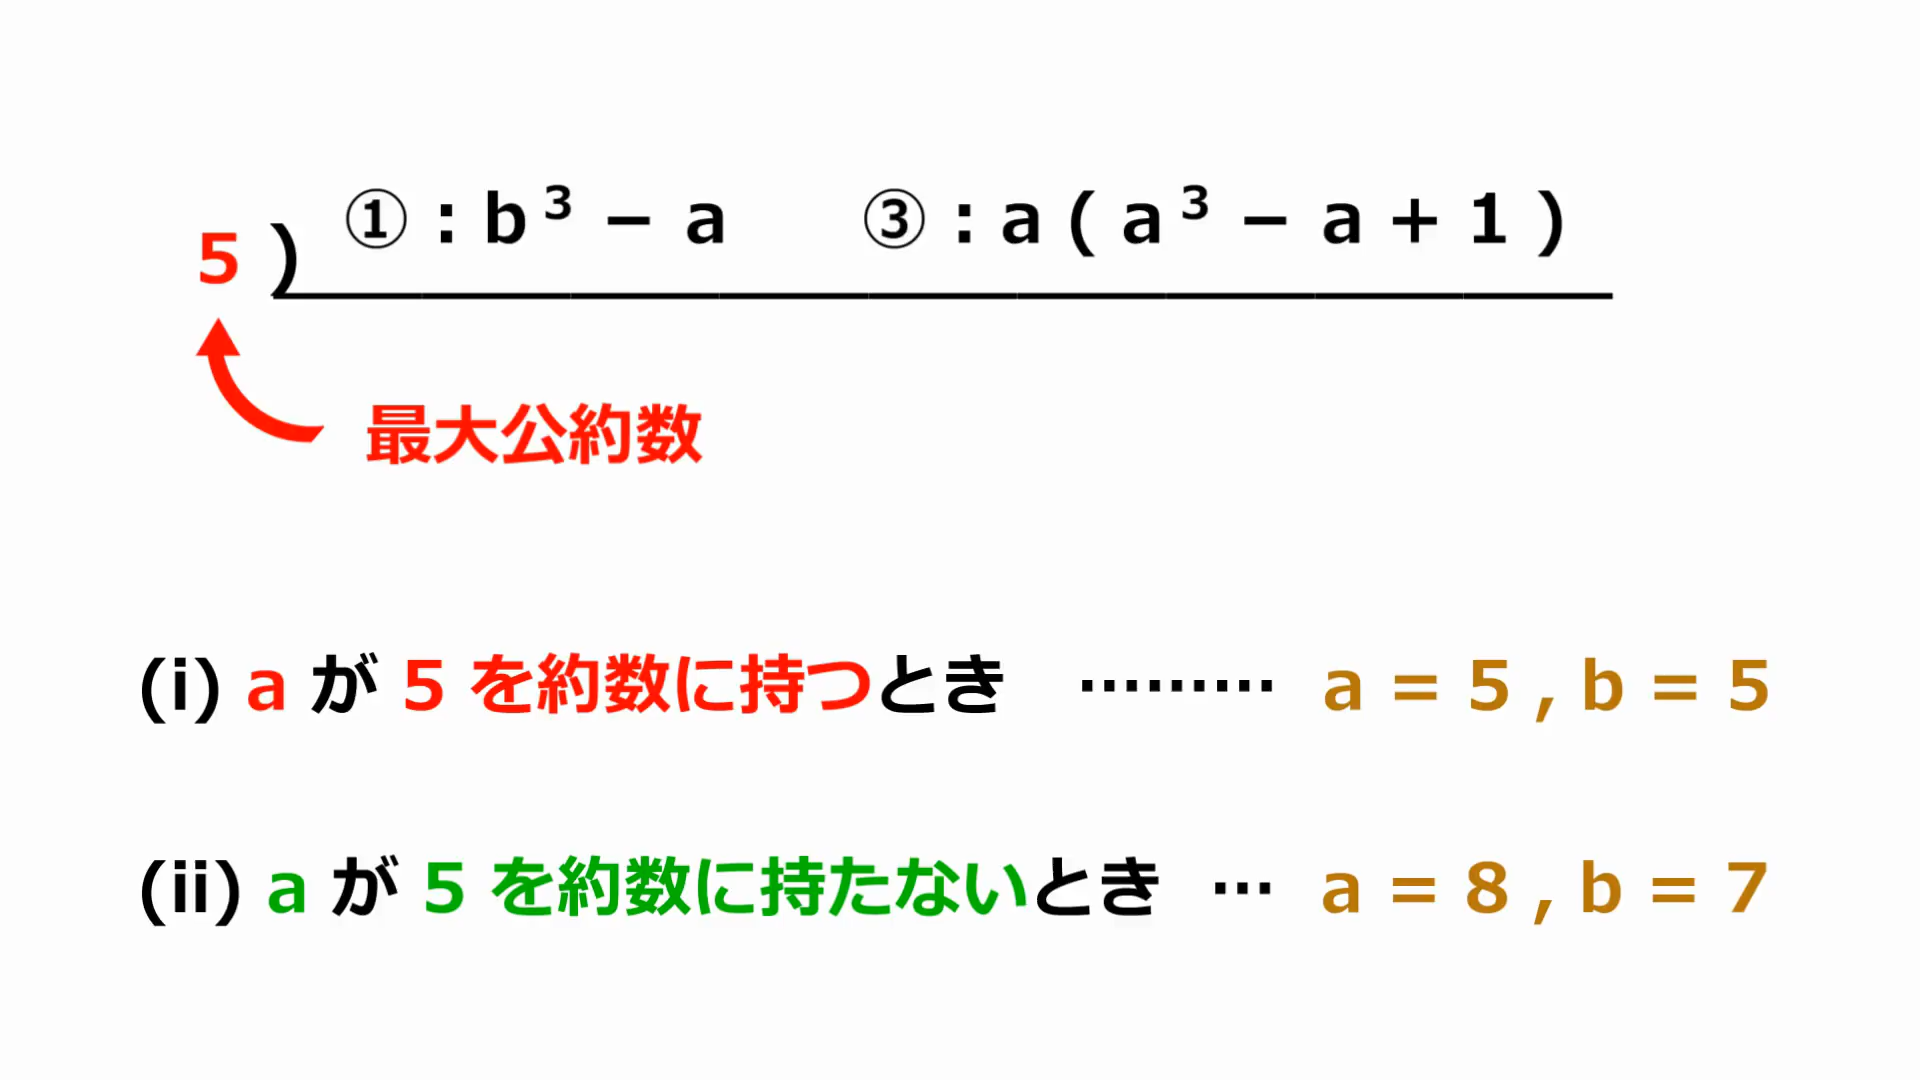 ①:b³－a ③:a(a³－a＋1)
5)
最大公約数
(i) a が 5 を約数に持つとき ……… a＝5,b＝5
(ii) a が 5 を約数に持たないとき … a＝8,b＝7